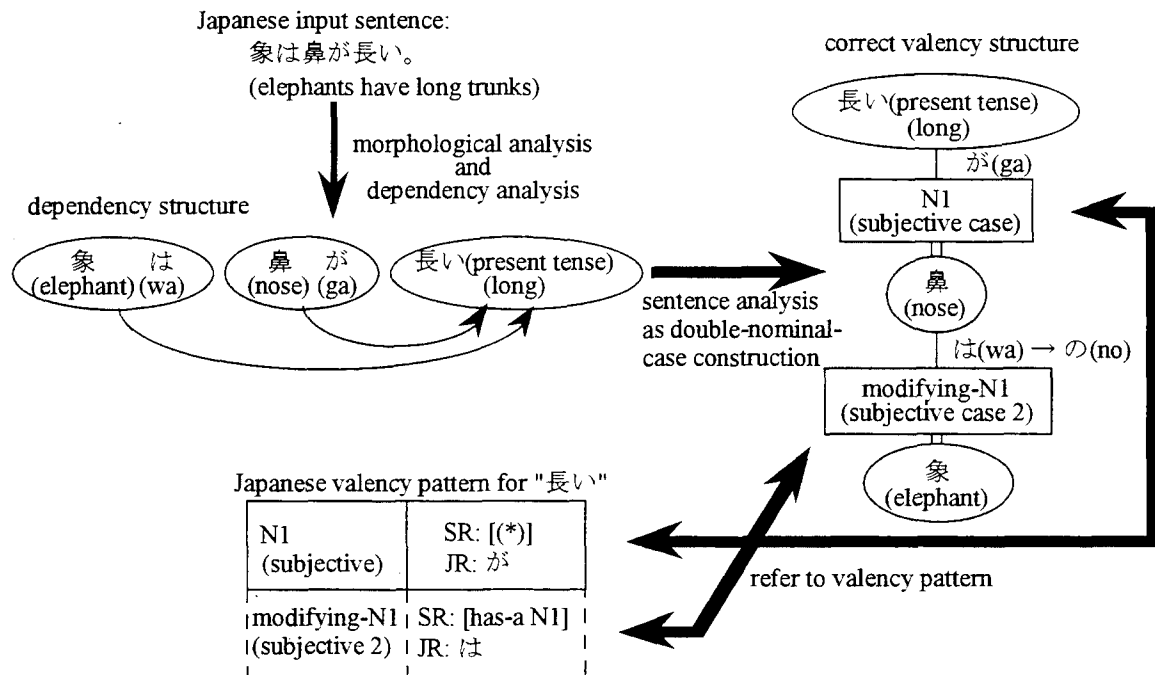 Japanese input sentence:
象は鼻が長い。
(elephants have long trunks)
morphological analysis
and
dependency analysis
dependency structure
象 は
(elephant) (wa)
鼻 が
(nose) (ga)
長い(present tense)
(long)
sentence analysis
as double-nominal-
case construction
correct valency structure
長い(present tense)
(long)
が(ga)
N1
(subjective case)
鼻
(nose)
は(wa) → の(no)
modifying-N1
(subjective case 2)
象
(elephant)
Japanese valency pattern for "長い"
N1
(subjective)
SR: [(*)]
JR: が
modifying-N1
(subjective 2)
SR: [has-a N1]
JR: は
refer to valency pattern